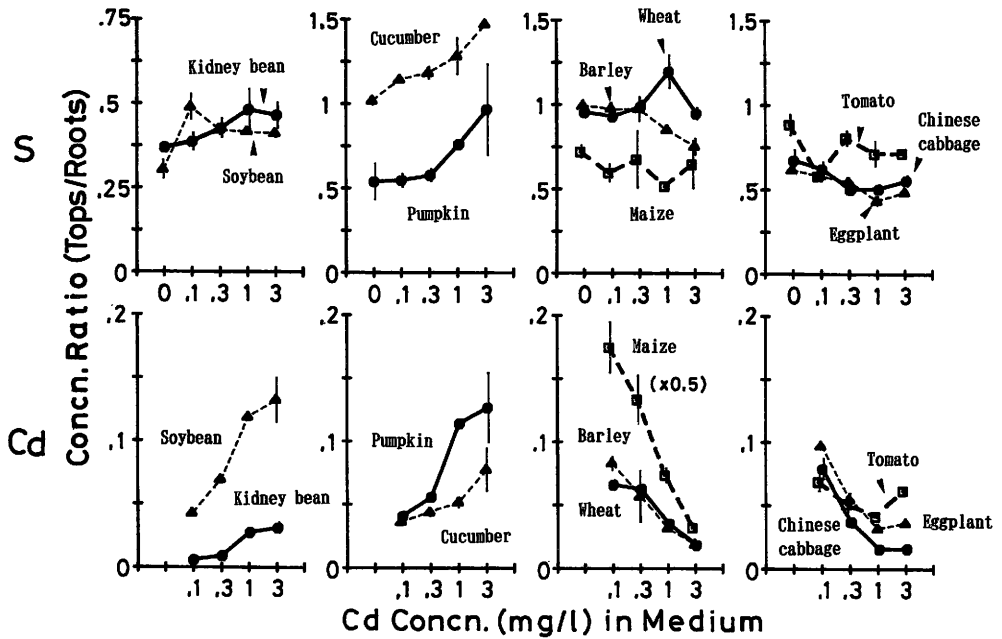 S
Cd
Concn. Ratio (Tops/Roots)
.75
.5
.25
0
Kidney bean
Soybean
0 .1 .3 1 3
1.5
1
.5
0
Cucumber
Pumpkin
0 .1 .3 1 3
1.5
1
.5
0
Wheat
Barley
Maize
0 .1 .3 1 3
1.5
1
.5
0
Tomato
Chinese
cabbage
Eggplant
0 .1 .3 1 3
.2
.1
0
Soybean
Kidney bean
.1 .3 1 3
.2
.1
0
Pumpkin
Cucumber
.1 .3 1 3
.2
.1
0
Maize
(x0.5)
Barley
Wheat
.1 .3 1 3
.2
.1
0
Tomato
Chinese
cabbage
Eggplant
.1 .3 1 3
Cd Concn. (mg/l) in Medium